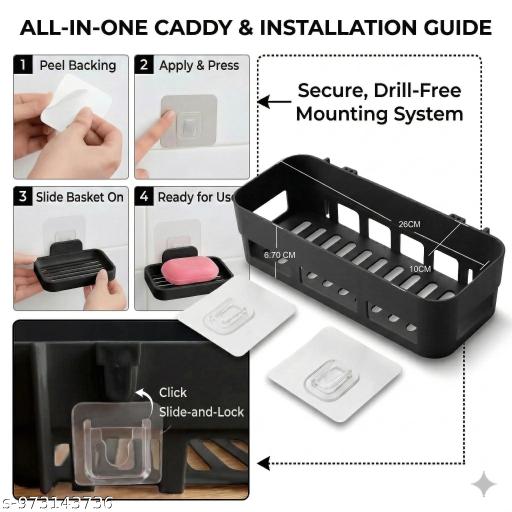 ALL-IN-ONE CADDY & INSTALLATION GUIDE
1 Peel Backing
2 Apply & Press
Secure, Drill-Free
Mounting System
3 Slide Basket On
4 Ready for Use
26CM
10CM
6.70 CM
Click
Slide-and-Lock
s-973143736